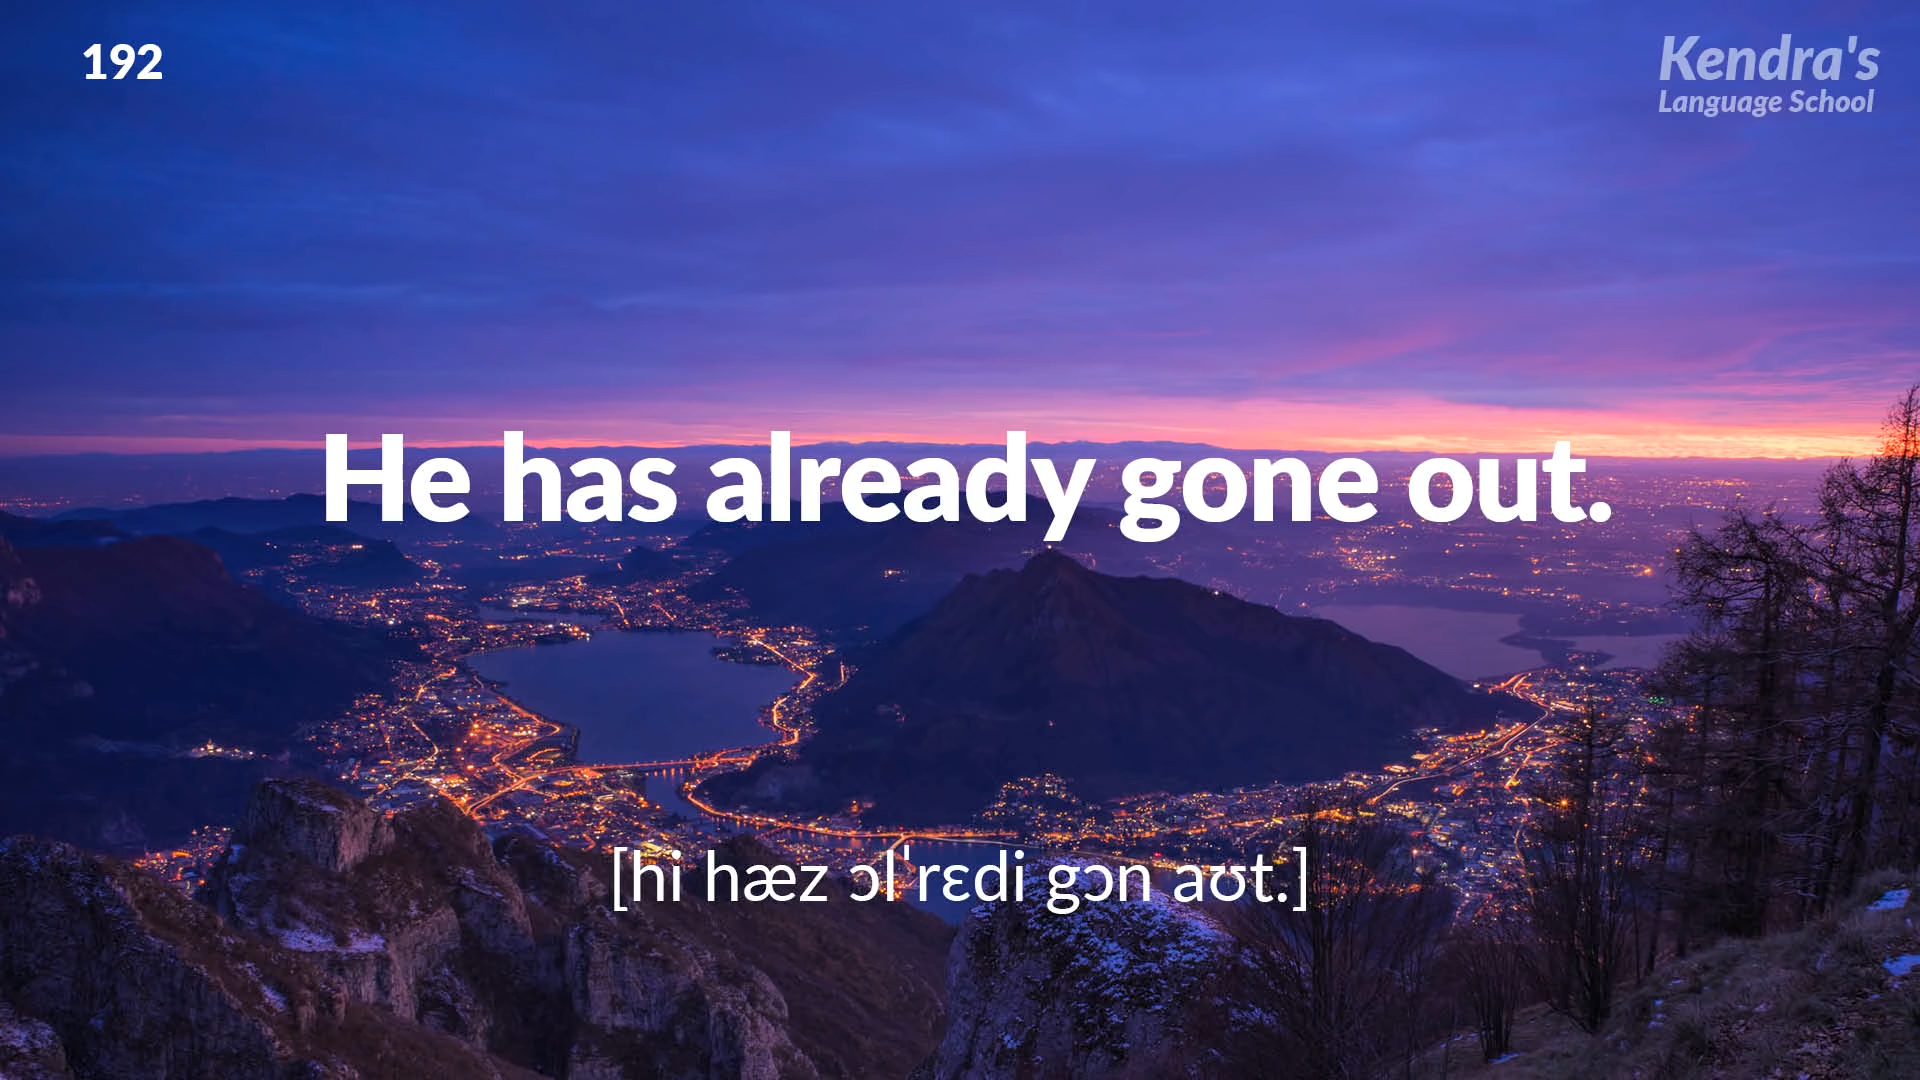 192
Kendra's
Language School
He has already gone out.
[hi hæz ɔlˈrɛdi gɔn aʊt.]